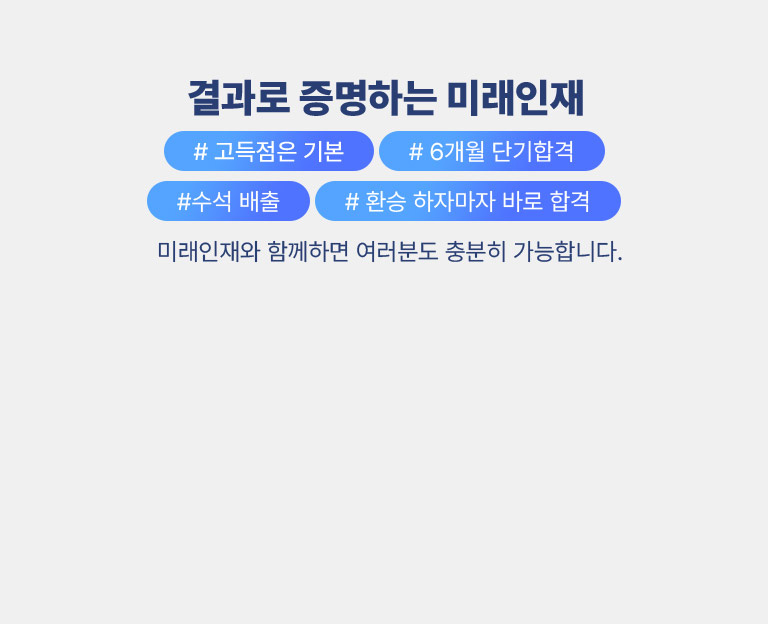 결과로 증명하는 미래인재
# 고득점은 기본 # 6개월 단기합격
#수석 배출 # 환승 하자마자 바로 합격
미래인재와 함께하면 여러분도 충분히 가능합니다.